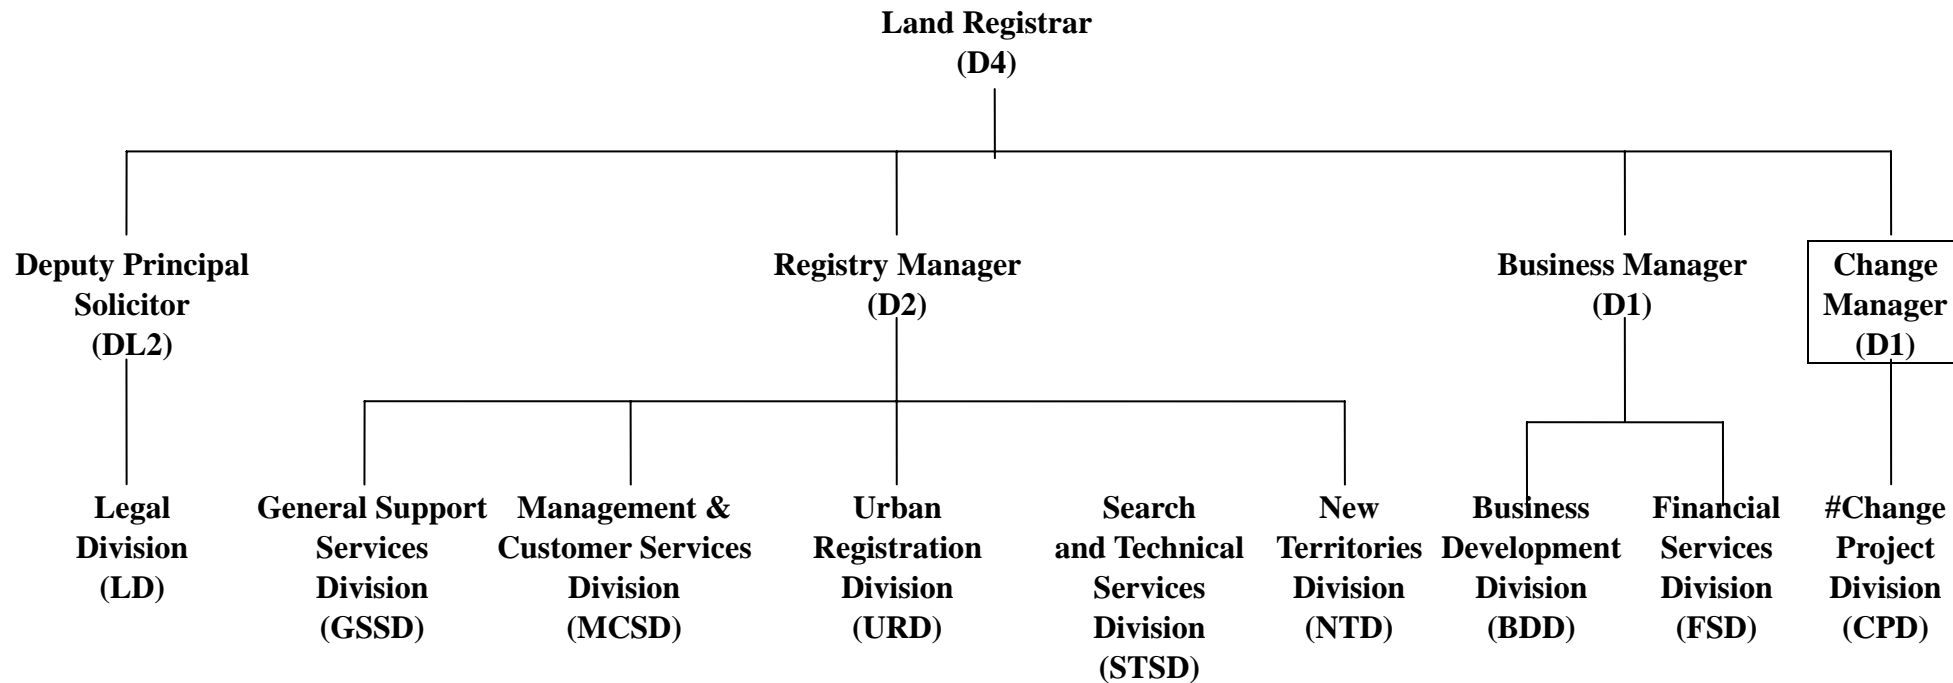 Land Registrar
(D4)
Deputy Principal
Solicitor
(DL2)
Registry Manager
(D2)
Business Manager
(D1)
Change
Manager
(D1)
Legal
Division
(LD)
General Support
Services
Division
(GSSD)
Management &
Customer Services
Division
(MCSD)
Urban
Registration
Division
(URD)
Search
and Technical
Services
Division
(STSD)
New
Territories
Division
(NTD)
Business
Development
Division
(BDD)
Financial
Services
Division
(FSD)
#Change
Project
Division
(CPD)